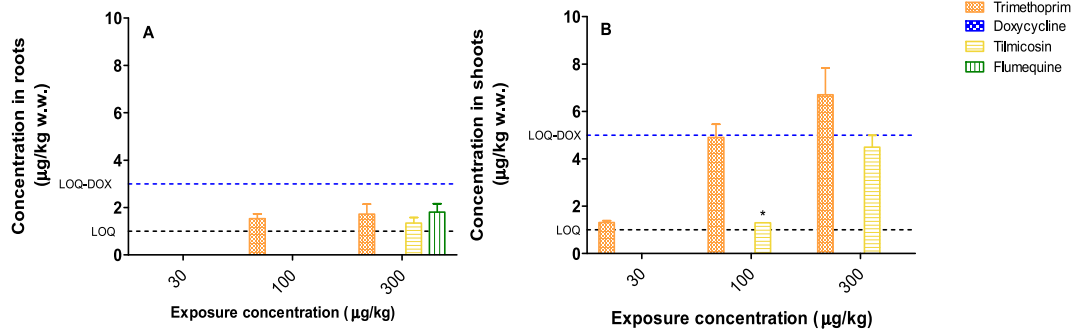 A
Concentration in roots
(µg/kg w.w.)
10
8
6
4
LOQ-DOX
2
LOQ
0
30
100
300
Exposure concentration ( µg/kg)
B
Concentration in shoots
(µg/kg w.w.)
10
8
6
LOQ-DOX
4
2
LOQ
0
*
30
100
300
Exposure concentration ( µg/kg)
Trimethoprim
Doxycycline
Tilmicosin
Flumequine